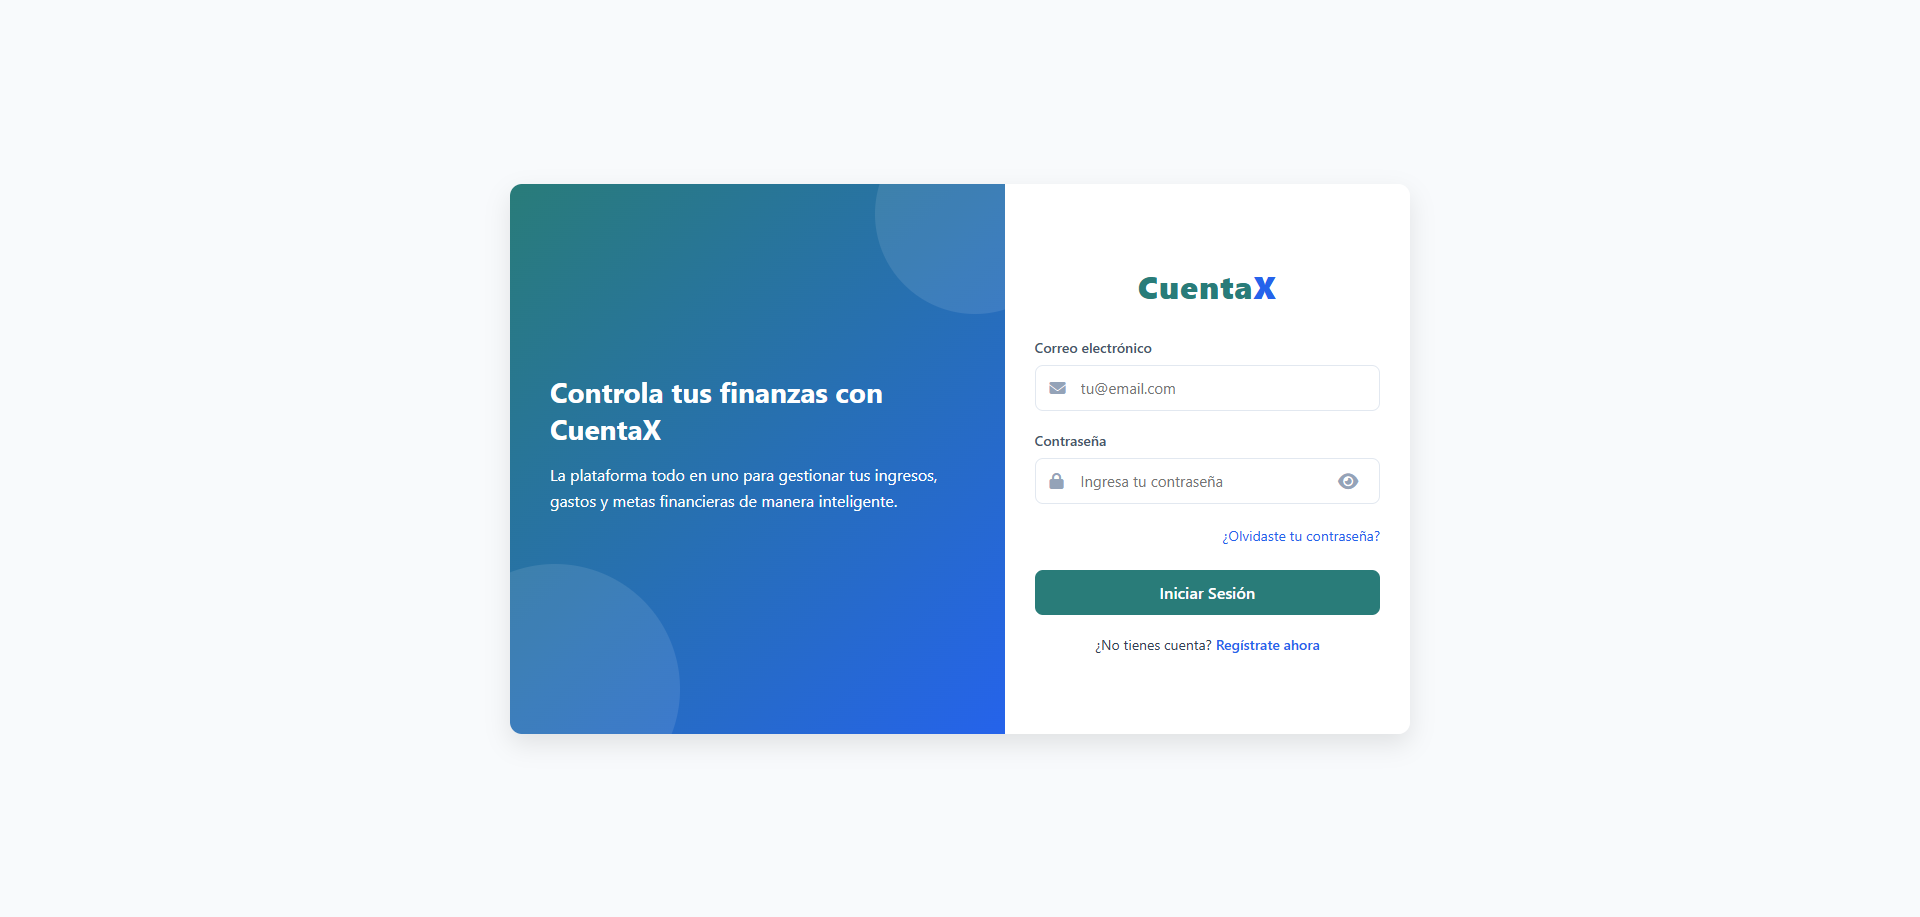 Controla tus finanzas con
CuentaX
La plataforma todo en uno para gestionar tus ingresos,
gastos y metas financieras de manera inteligente.
CuentaX
Correo electrónico
tu@email.com
Contraseña
Ingresa tu contraseña
¿Olvidaste tu contraseña?
Iniciar Sesión
¿No tienes cuenta? Regístrate ahora